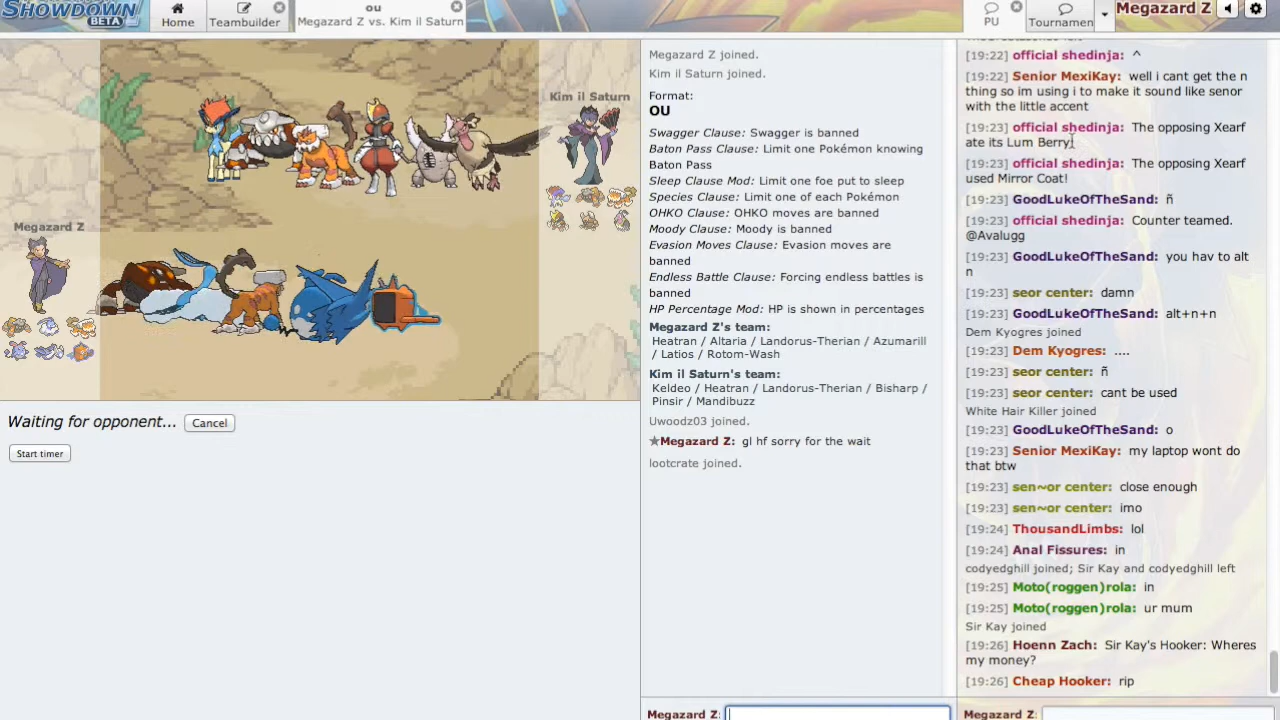 SHOWDOWN
BETA
Home
Teambuilder
ou
Megazard Z vs. Kim il Saturn
PU
Tournamen
Megazard Z
Kim il Saturn
Megazard Z
Waiting for opponent... Cancel
Start timer
Megazard Z joined.
Kim il Saturn joined.
Format:
OU
Swagger Clause: Swagger is banned
Baton Pass Clause: Limit one Pokémon knowing
Baton Pass
Sleep Clause Mod: Limit one foe put to sleep
Species Clause: Limit one of each Pokémon
OHKO Clause: OHKO moves are banned
Moody Clause: Moody is banned
Evasion Moves Clause: Evasion moves are
banned
Endless Battle Clause: Forcing endless battles is
banned
HP Percentage Mod: HP is shown in percentages
Megazard Z's team:
Heatran / Altaria / Landorus-Therian / Azumarill
/ Latios / Rotom-Wash
Kim il Saturn's team:
Keldeo / Heatran / Landorus-Therian / Bisharp /
Pinsir / Mandibuzz
Uwoodz03 joined.
★Megazard Z: gl hf sorry for the wait
lootcrate joined.
Megazard Z:
[19:22] official shedinja: ^
[19:22] Senior MexiKay: well i cant get the n
thing so im using i to make it sound like senor
with the little accent
[19:23] official shedinja: The opposing Xearf
ate its Lum Berry!
[19:23] official shedinja: The opposing Xearf
used Mirror Coat!
[19:23] GoodLukeOfTheSand: ñ
[19:23] official shedinja: Counter teamed.
@Avalugg
[19:23] GoodLukeOfTheSand: you hav to alt
n
[19:23] seor center: damn
[19:23] GoodLukeOfTheSand: alt+n+n
Dem Kyogres joined
[19:23] Dem Kyogres: ....
[19:23] seor center: ñ
[19:23] seor center: cant be used
White Hair Killer joined
[19:23] GoodLukeOfTheSand: o
[19:23] Senior MexiKay: my laptop wont do
that btw
[19:23] sen~or center: close enough
[19:23] sen~or center: imo
[19:24] ThousandLimbs: lol
[19:24] Anal Fissures: in
codyedghill joined; Sir Kay and codyedghill left
[19:25] Moto(roggen)rola: in
[19:25] Moto(roggen)rola: ur mum
Sir Kay joined
[19:26] Hoenn Zach: Sir Kay's Hooker: Wheres
my money?
[19:26] Cheap Hooker: rip
Megazard Z: